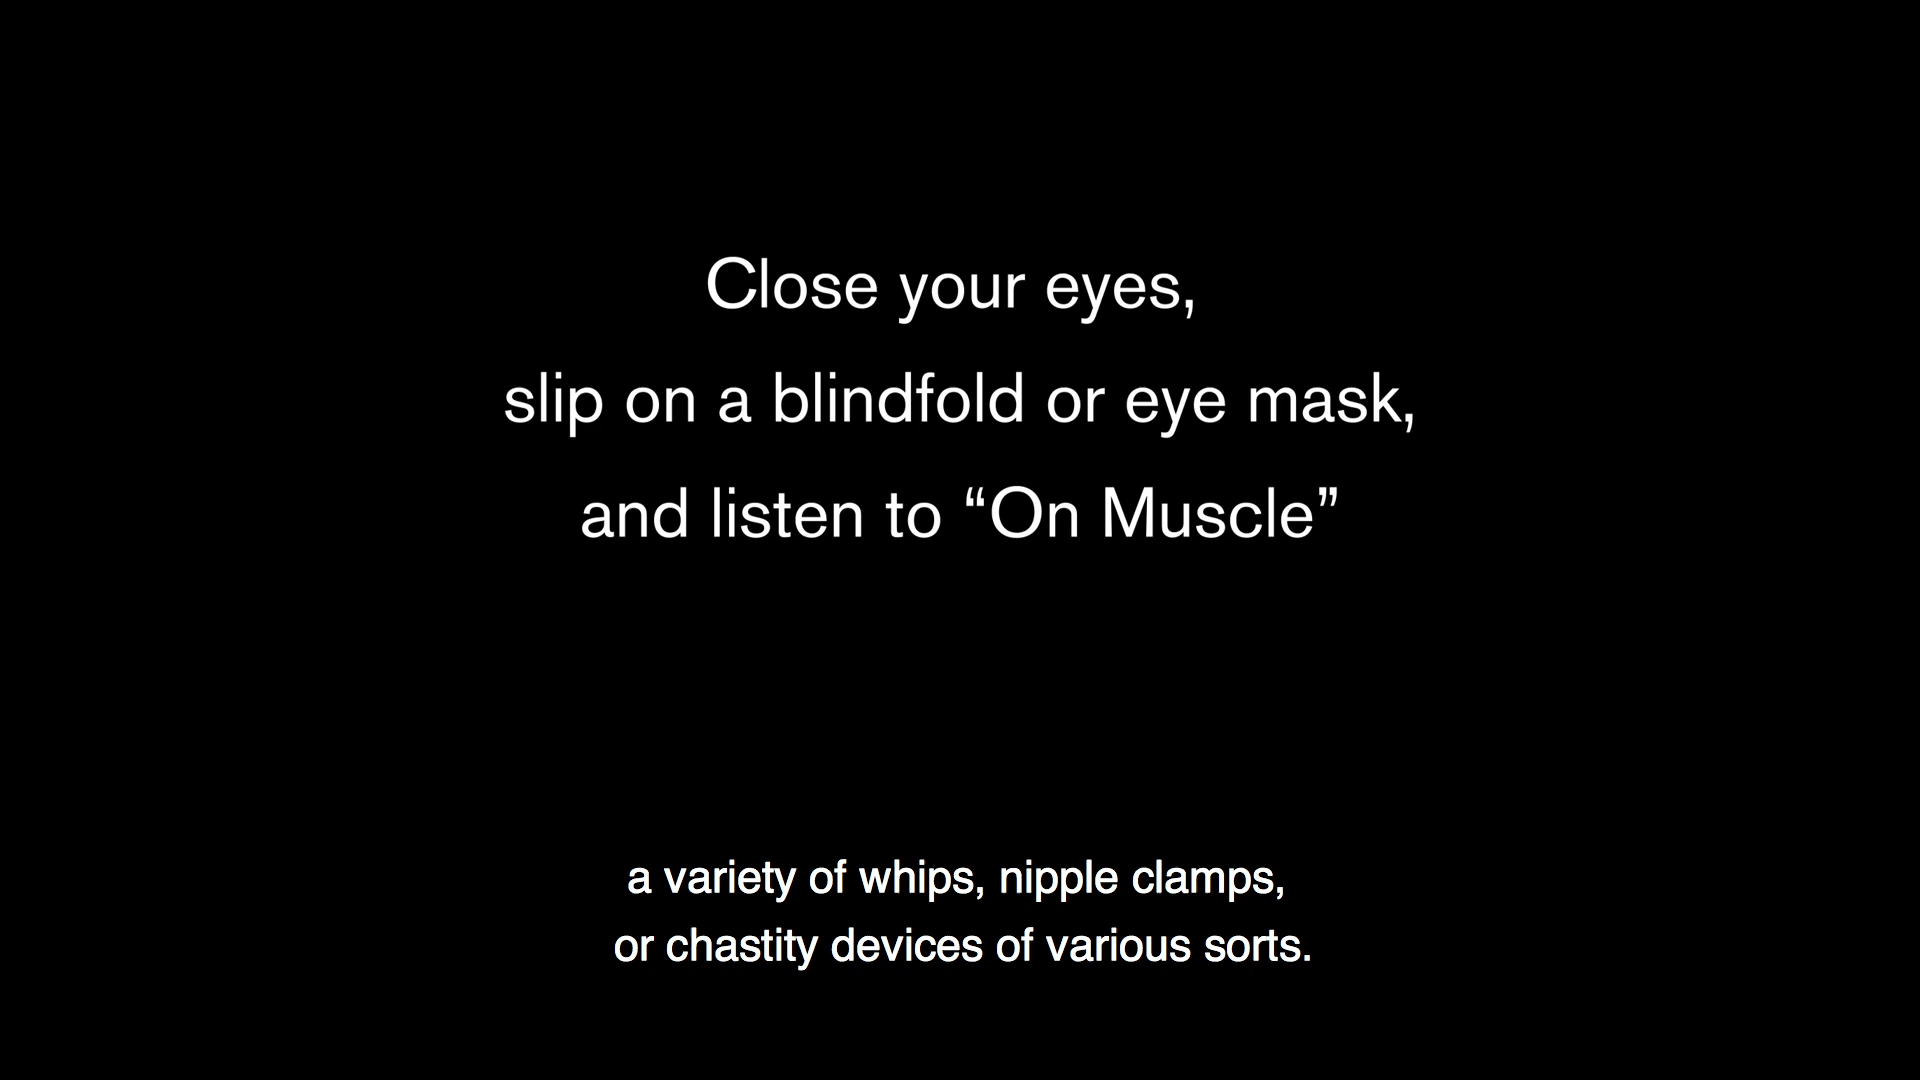 Close your eyes,
slip on a blindfold or eye mask,
and listen to “On Muscle”
a variety of whips, nipple clamps,
or chastity devices of various sorts.